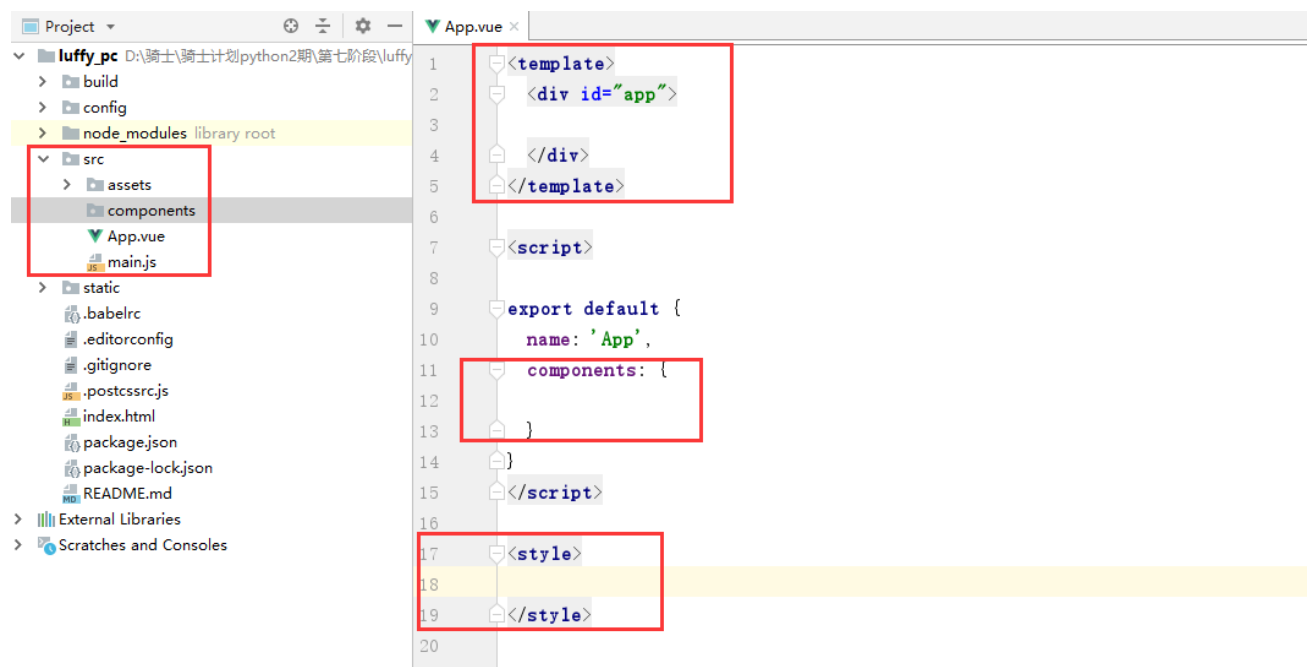 Project
luffy_pc D:\骑士\骑士计划python2期\第七阶段\luffy
build
config
node_modules library root
src
assets
components
App.vue
main.js
static
.babelrc
.editorconfig
.gitignore
.postcssrc.js
index.html
package.json
package-lock.json
README.md
External Libraries
Scratches and Consoles
App.vue
1 <template>
2 <div id="app">
3
4 </div>
5 </template>
6
7 <script>
8
9 export default {
10 name: 'App',
11 components: {
12
13 }
14 }
15 </script>
16
17 <style>
18
19 </style>
20